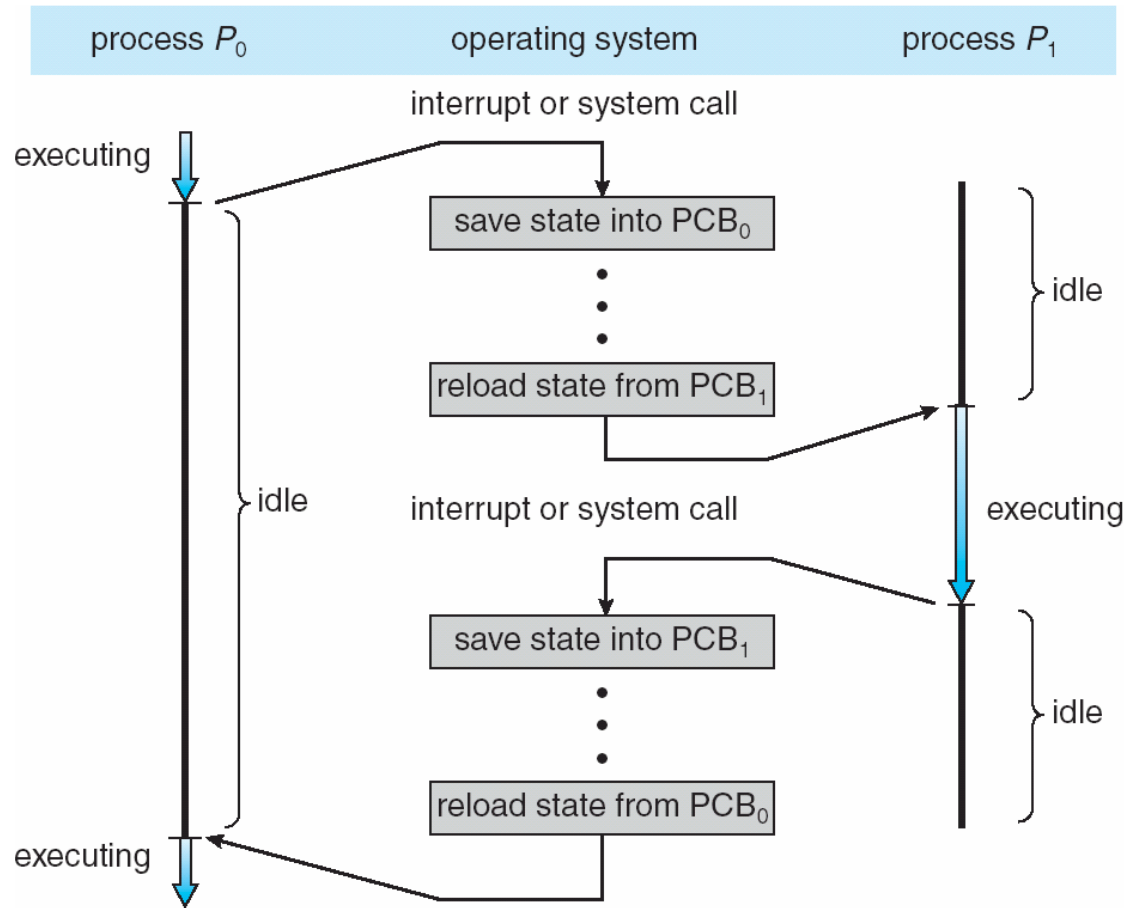 process P₀ operating system process P₁
interrupt or system call
executing
save state into PCB₀
idle
reload state from PCB₁
idle
interrupt or system call
executing
save state into PCB₁
idle
reload state from PCB₀
executing